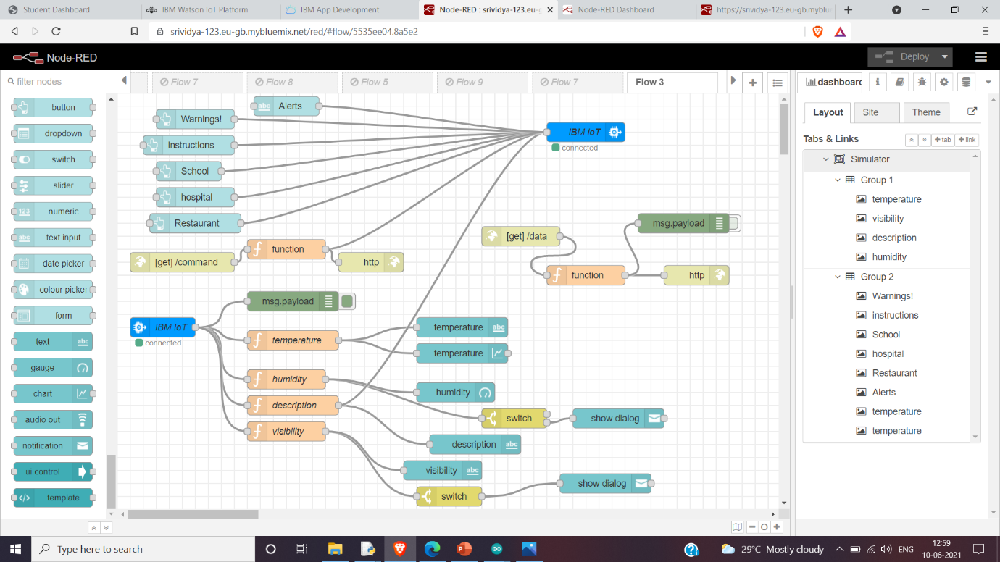 Student Dashboard
IBM Watson IoT Platform
IBM App Development
Node-RED : srividya-123.eu-g
Node-RED Dashboard
https://srividya-123.eu-gb.myblu
srividya-123.eu-gb.mybluemix.net/red/#flow/5535ee04.8a5e2
Node-RED
Deploy
filter nodes
Flow 7
Flow 8
Flow 5
Flow 9
Flow 7
Flow 3
dashboard
button
dropdown
switch
slider
123 numeric
abc text input
date picker
colour picker
form
text abc
gauge
chart
audio out
notification
ui control
template
abc Alerts
Warnings!
instructions
School
hospital
Restaurant
IBM IoT
connected
[get] /command
function
http
[get] /data
function
msg.payload
http
msg.payload
IBM IoT
connected
temperature
humidity
description
visibility
temperature abc
temperature
humidity
switch
show dialog
description abc
visibility abc
switch
show dialog
Layout
Site
Theme
Tabs & Links
tab
link
Simulator
Group 1
temperature
visibility
description
humidity
Group 2
Warnings!
instructions
School
hospital
Restaurant
Alerts
temperature
temperature
Type here to search
29°C Mostly cloudy
ENG
12:59
10-06-2021